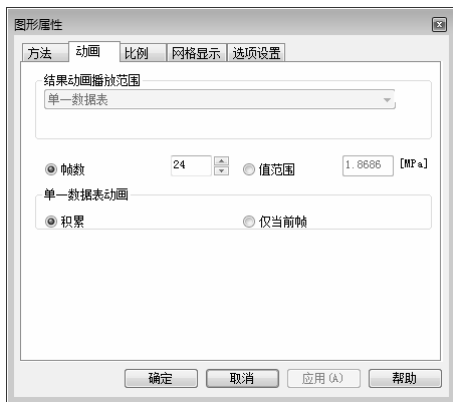 图形属性
方法 动画 比例 网格显示 选项设置
结果动画播放范围
单一数据表
帧数 24 值范围 1.8686 [MPa]
单一数据表动画
积累 仅当前帧
确定 取消 应用(A) 帮助